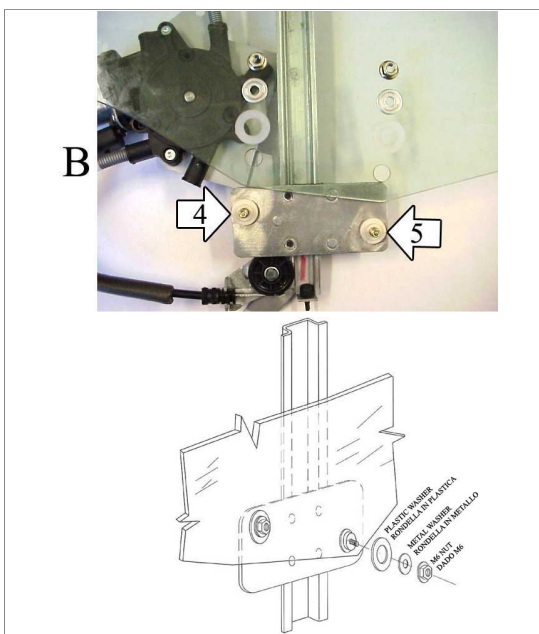 B
4
5
PLASTIC WASHER
RONDELLA IN PLASTICA
METAL WASHER
RONDELLA IN METALLO
M6 NUT
DADO M6